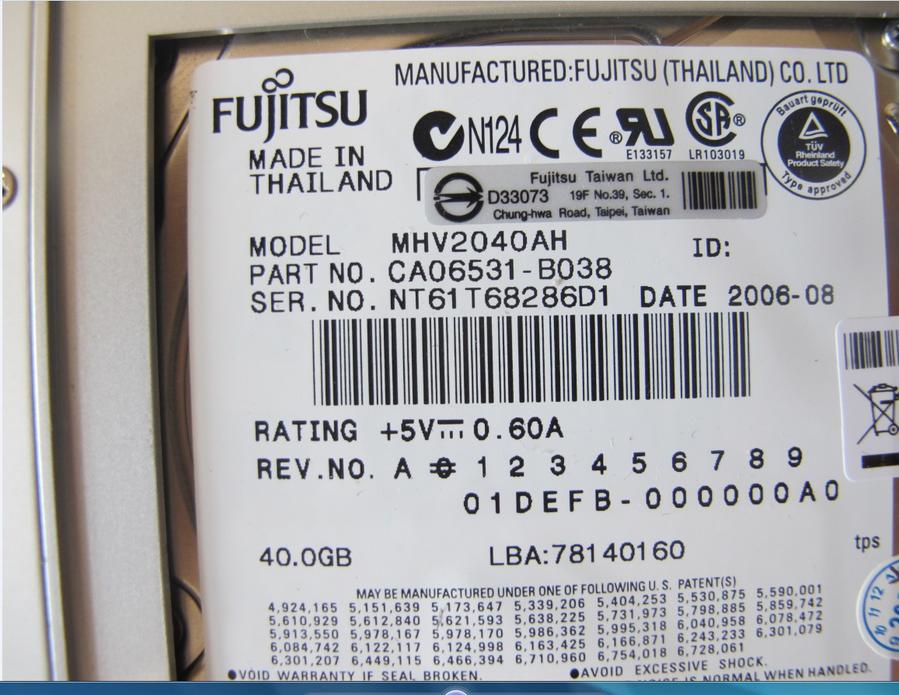 MANUFACTURED:FUJITSU (THAILAND) CO. LTD
FUJITSU
N124 CE ® RU SA ®
E133157 LR103019
Bauart geprüft
TÜV
Rheinland
Product Safety
Type approved
MADE IN
THAILAND
Fujitsu Taiwan Ltd.
D33073 19F No.39, Sec. 1.
Chung-hwa Road, Taipei, Taiwan
MODEL MHV2040AH ID:
PART NO. CA06531-B038
SER. NO. NT61T68286D1 DATE 2006-08
RATING +5V⎓0.60A
REV.NO. A 0 1 2 3 4 5 6 7 8 9
01DEFB-000000A0
40.0GB LBA:78140160
tps
MAY BE MANUFACTURED UNDER ONE OF FOLLOWING U. S. PATENT(S)
4,924,165 5,151,639 5,173,647 5,339,206 5,404,253 5,530,875 5,590,001
5,610,929 5,612,840 5,621,593 5,638,225 5,731,973 5,798,885 5,859,742
5,913,550 5,978,167 5,978,170 5,986,362 5,995,318 6,040,958 6,078,472
6,084,742 6,122,117 6,124,998 6,163,425 6,166,871 6,243,233 6,301,079
6,301,207 6,449,115 6,466,394 6,710,960 6,754,018 6,728,061
●VOID WARRANTY IF SEAL BROKEN. ●AVOID EXCESSIVE SHOCK.
IS NORMAL WHEN HANDLED.
10 11 12